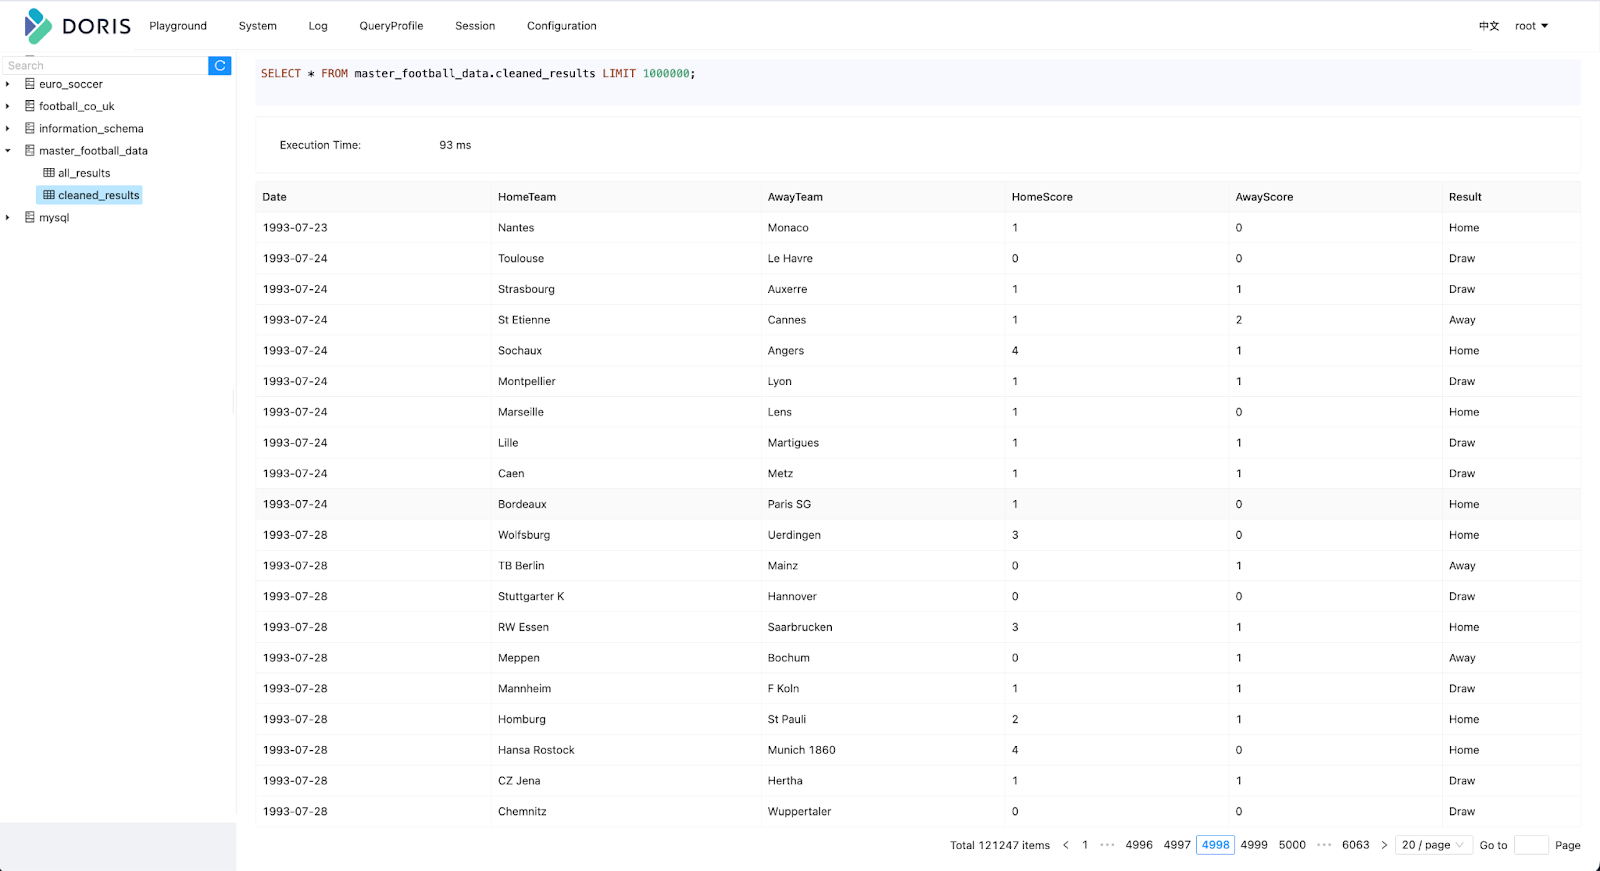 DORIS Playground System Log QueryProfile Session Configuration 中文 root
Search
euro_soccer
football_co_uk
information_schema
master_football_data
all_results
cleaned_results
mysql
SELECT * FROM master_football_data.cleaned_results LIMIT 1000000;
Execution Time: 93 ms
Date HomeTeam AwayTeam HomeScore AwayScore Result
1993-07-23 Nantes Monaco 1 0 Home
1993-07-24 Toulouse Le Havre 0 0 Draw
1993-07-24 Strasbourg Auxerre 1 1 Draw
1993-07-24 St Etienne Cannes 1 2 Away
1993-07-24 Sochaux Angers 4 1 Home
1993-07-24 Montpellier Lyon 1 1 Draw
1993-07-24 Marseille Lens 1 0 Home
1993-07-24 Lille Martigues 1 1 Draw
1993-07-24 Caen Metz 1 1 Draw
1993-07-24 Bordeaux Paris SG 1 0 Home
1993-07-28 Wolfsburg Uerdingen 3 0 Home
1993-07-28 TB Berlin Mainz 0 1 Away
1993-07-28 Stuttgarter K Hannover 0 0 Draw
1993-07-28 RW Essen Saarbrucken 3 1 Home
1993-07-28 Meppen Bochum 0 1 Away
1993-07-28 Mannheim F Koln 1 1 Draw
1993-07-28 Homburg St Pauli 2 1 Home
1993-07-28 Hansa Rostock Munich 1860 4 0 Home
1993-07-28 CZ Jena Hertha 1 1 Draw
1993-07-28 Chemnitz Wuppertaler 0 0 Draw
Total 121247 items < 1 ••• 4996 4997 4998 4999 5000 ••• 6063 > 20 / page Go to Page